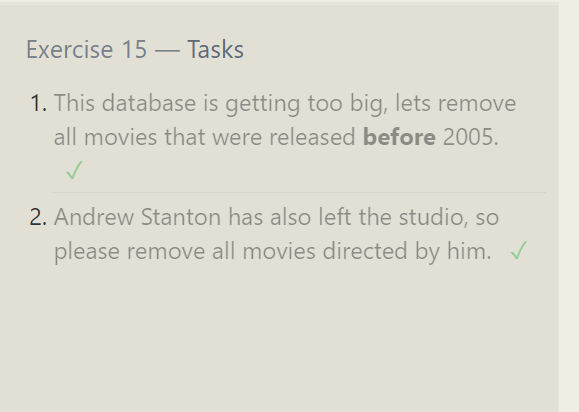 Exercise 15 — Tasks
1. This database is getting too big, lets remove
all movies that were released before 2005.
✓
2. Andrew Stanton has also left the studio, so
please remove all movies directed by him. ✓